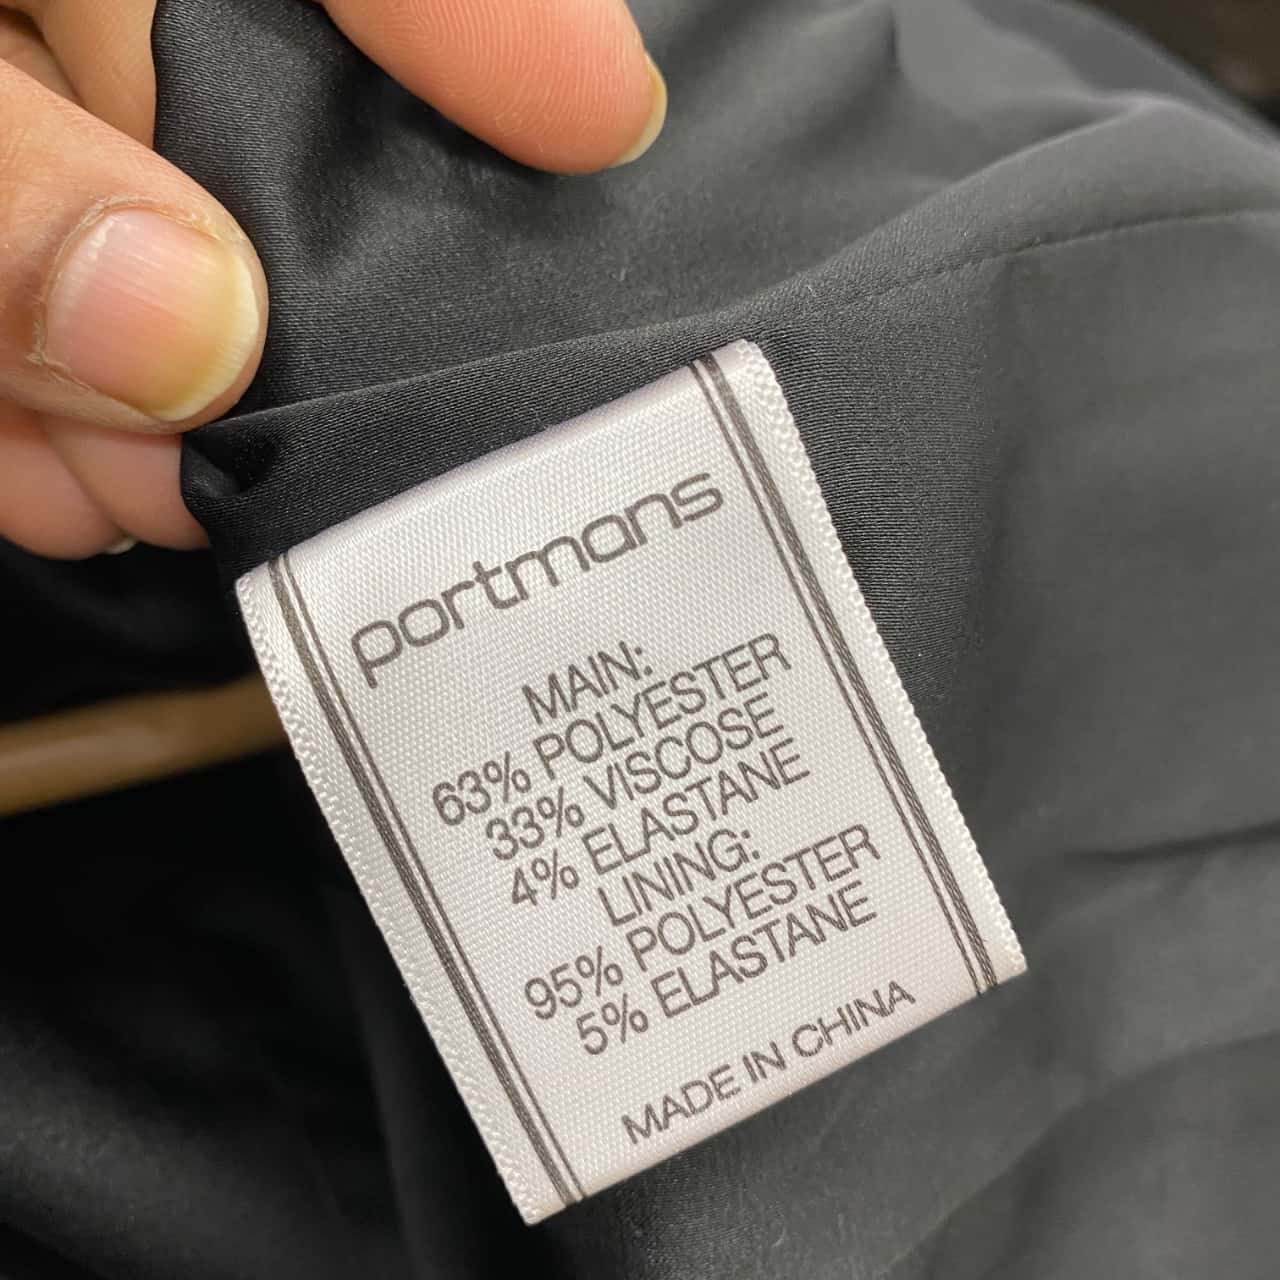 portmans
MAIN:
63% POLYESTER
33% VISCOSE
4% ELASTANE
LINING:
95% POLYESTER
5% ELASTANE
MADE IN CHINA